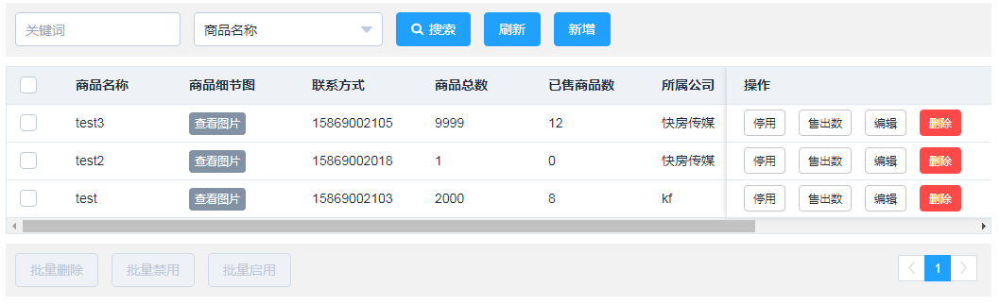 关键词 商品名称 搜索 刷新 新增
商品名称 商品细节图 联系方式 商品总数 已售商品数 所属公司 操作
test3 查看图片 15869002105 9999 12 快房传媒 停用 售出数 编辑 删除
test2 查看图片 15869002018 1 0 快房传媒 停用 售出数 编辑 删除
test 查看图片 15869002103 2000 8 kf 停用 售出数 编辑 删除
批量删除 批量禁用 批量启用 1